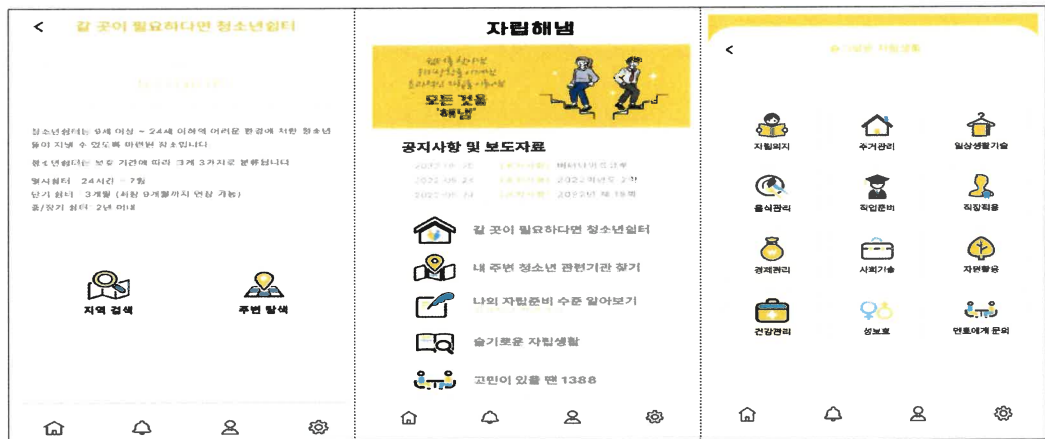 갈 곳이 필요하다면 청소년쉼터
청소년쉼터는 9세 이상 ~ 24세 이하의 어려운 환경에 처한 청소년
들이 지낼 수 있도록 마련된 장소입니다.
청소년쉼터는 보호 기간에 따라 크게 3가지로 분류됩니다
일시쉼터 : 24시간 ~ 7일
단기 쉼터 : 3개월 (최장 9개월까지 연장 가능)
중/장기 쉼터: 2년 이내
지역 검색
주변 탐색
자립해냄
모든 것을
'해냄'
공지사항 및 보도자료
갈 곳이 필요하다면 청소년쉼터
내 주변 청소년 관련기관 찾기
나의 자립준비 수준 알아보기
슬기로운 자립생활
고민이 있을 땐 1388
슬기로운 자립생활
자립의지
주거관리
일상생활기술
음식관리
직업준비
직장적응
경제관리
사회기술
자원활용
건강관리
성보호
멘토에게 문의